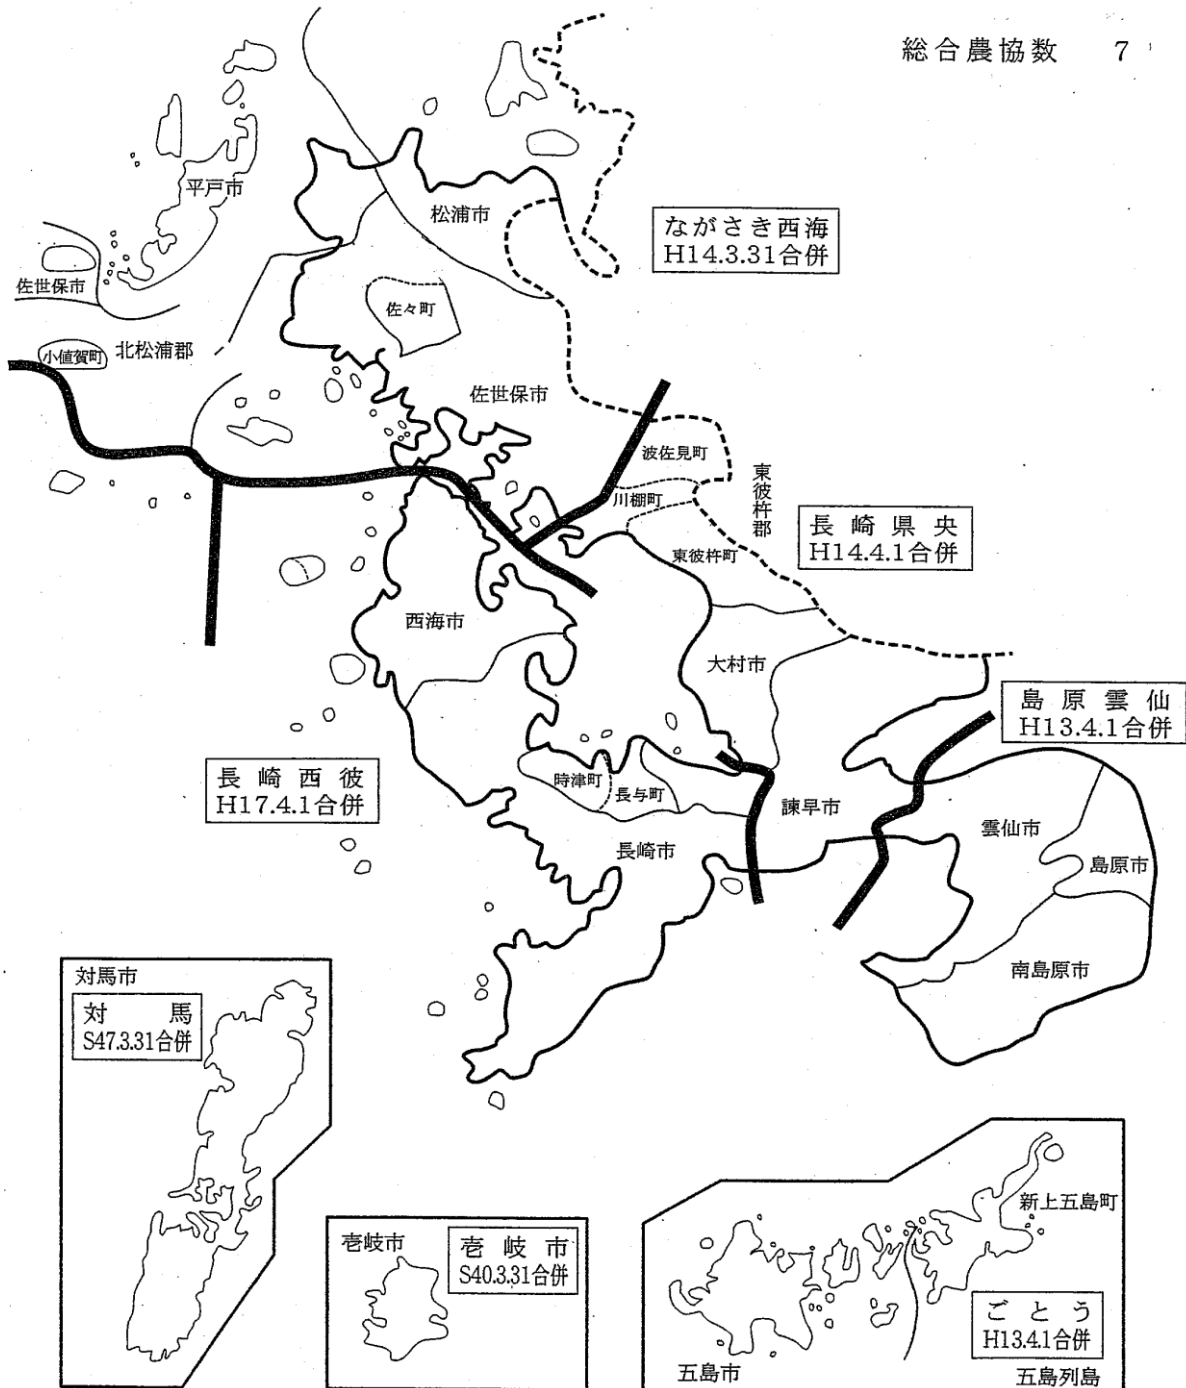 総合農協数 7
平戸市
松浦市
ながさき西海
H14.3.31合併
佐世保市
佐々町
小値賀町
北松浦郡
佐世保市
波佐見町
川棚町
東彼杵郡
長崎県央
H14.4.1合併
東彼杵町
西海市
大村市
島原雲仙
H13.4.1合併
長崎西彼
H17.4.1合併
時津町
長与町
諫早市
雲仙市
長崎市
島原市
南島原市
対馬市
対馬
S47.3.31合併
壱岐市
壱岐市
S40.3.31合併
新上五島町
ごとう
H13.4.1合併
五島市
五島列島